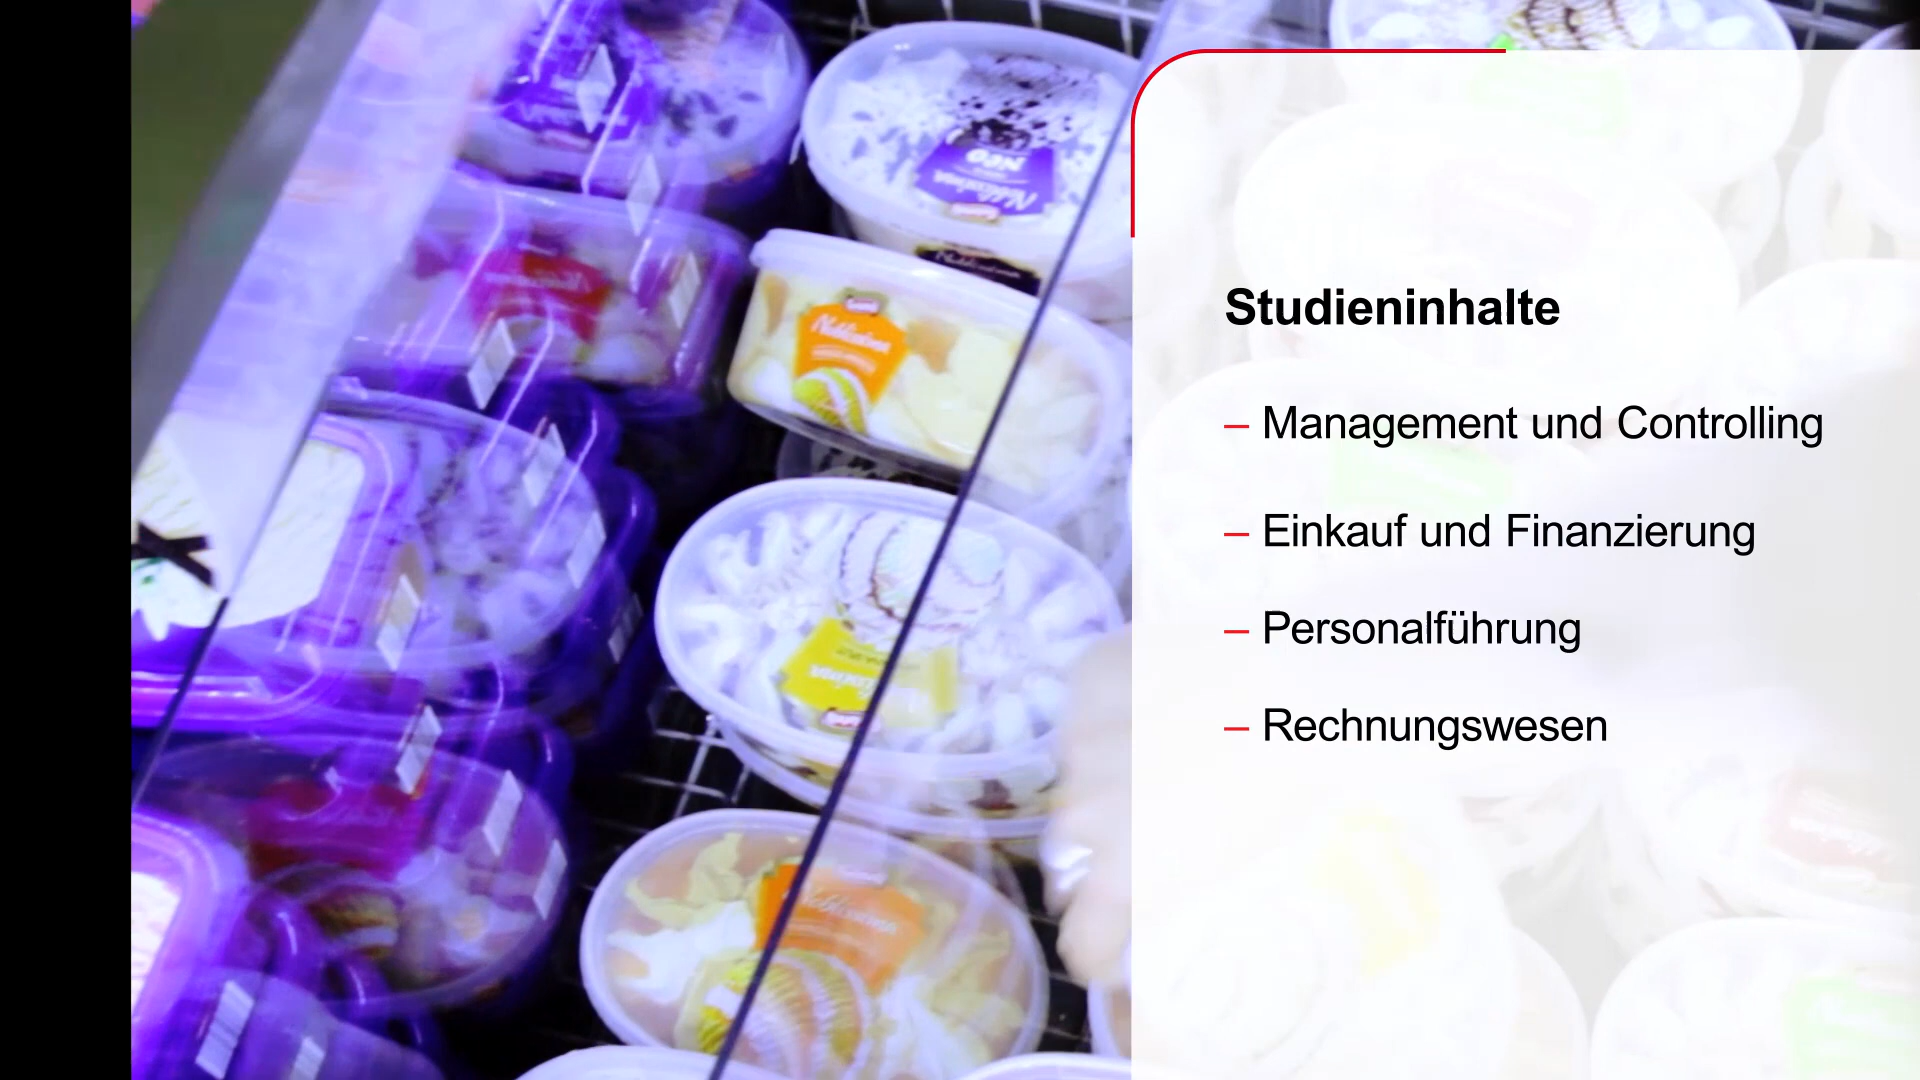 Studieninhalte
– Management und Controlling
– Einkauf und Finanzierung
– Personalführung
– Rechnungswesen